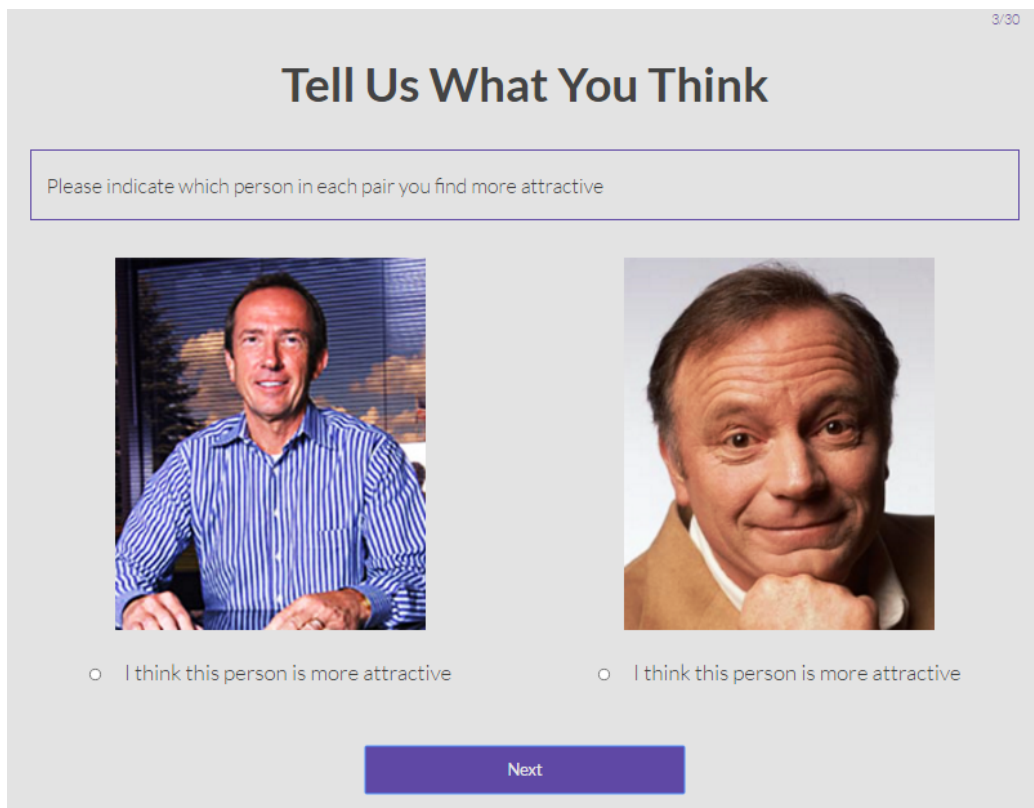 3/30
Tell Us What You Think
Please indicate which person in each pair you find more attractive
I think this person is more attractive
I think this person is more attractive
Next